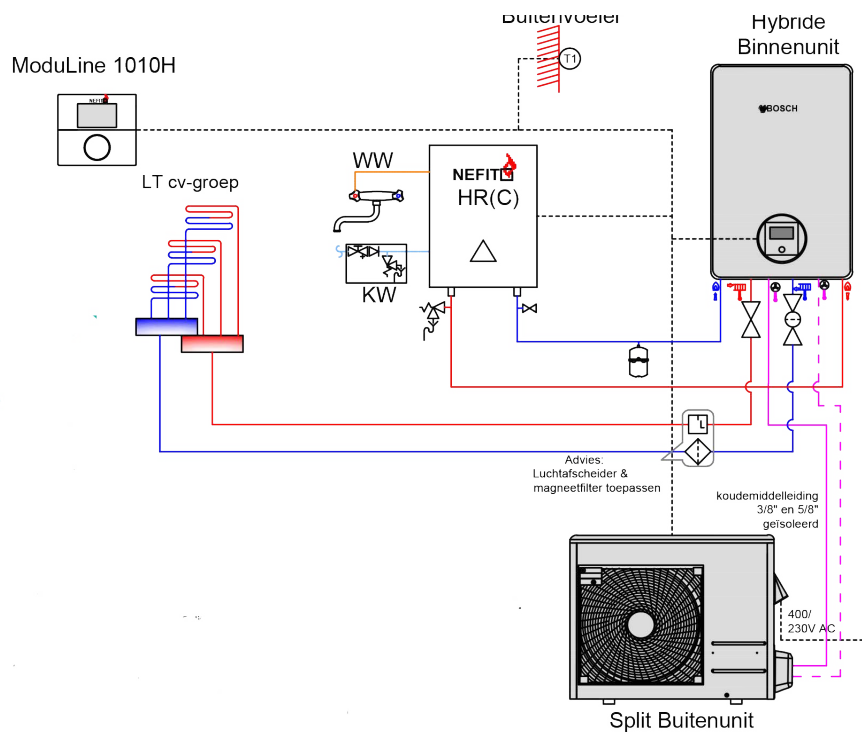 Buitenvoeler
Hybride
Binnenunit
ModuLine 1010H
T1
NEFIT
BOSCH
WW
LT cv-groep
NEFIT
HR(C)
KW
L
Advies:
Luchtafscheider &
magneetfilter toepassen
koudemiddelleiding
3/8" en 5/8"
geïsoleerd
400/
230V AC
Split Buitenunit